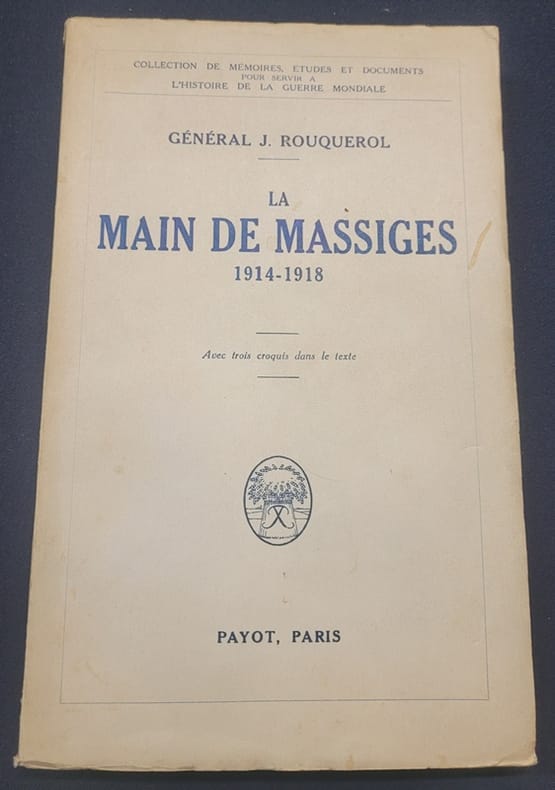 COLLECTION DE MÉMOIRES, ÉTUDES ET DOCUMENTS
POUR SERVIR A
L'HISTOIRE DE LA GUERRE MONDIALE
GÉNÉRAL J. ROUQUEROL
LA
MAIN DE MASSIGES
1914-1918
Avec trois croquis dans le texte
PAYOT, PARIS